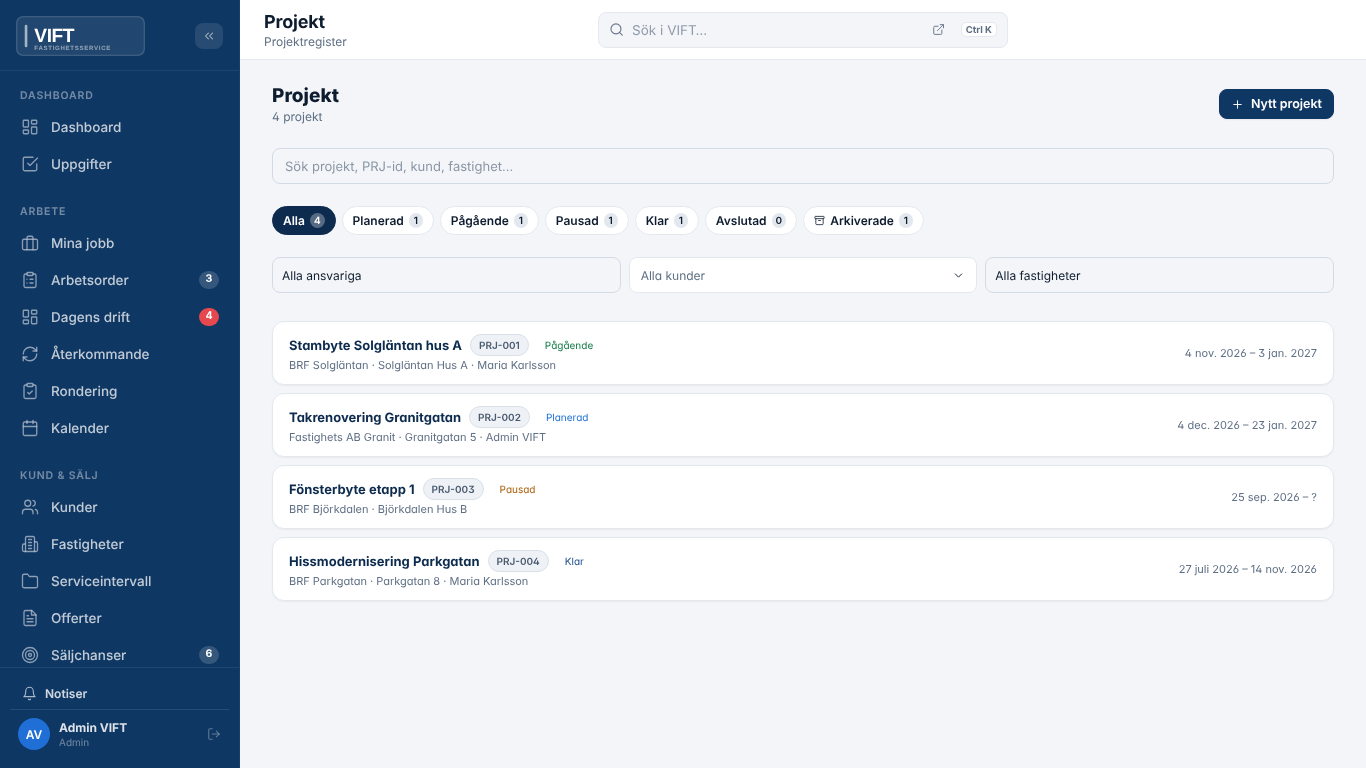 VIFT
FASTIGHETSSERVICE
DASHBOARD
Dashboard
Uppgifter
ARBETE
Mina jobb
Arbetsorder 3
Dagens drift 4
Återkommande
Rondering
Kalender
KUND & SÄLJ
Kunder
Fastigheter
Serviceintervall
Offerter
Säljchanser 6
Notiser
AV Admin VIFT
Admin
Projekt
Projektregister
Sök i VIFT... Ctrl K
Projekt
4 projekt
+ Nytt projekt
Sök projekt, PRJ-id, kund, fastighet...
Alla 4 Planerad 1 Pågående 1 Pausad 1 Klar 1 Avslutad 0 Arkiverade 1
Alla ansvariga Alla kunder Alla fastigheter
Stambyte Solgläntan hus A PRJ-001 Pågående
BRF Solgläntan · Solgläntan Hus A · Maria Karlsson
4 nov. 2026 – 3 jan. 2027
Takrenovering Granitgatan PRJ-002 Planerad
Fastighets AB Granit · Granitgatan 5 · Admin VIFT
4 dec. 2026 – 23 jan. 2027
Fönsterbyte etapp 1 PRJ-003 Pausad
BRF Björkdalen · Björkdalen Hus B
25 sep. 2026 – ?
Hissmodernisering Parkgatan PRJ-004 Klar
BRF Parkgatan · Parkgatan 8 · Maria Karlsson
27 juli 2026 – 14 nov. 2026